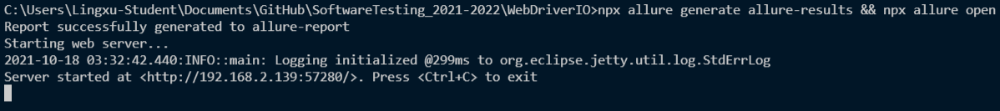 C:\Users\Lingxu-Student\Documents\GitHub\SoftwareTesting_2021-2022\WebDriverIO>npx allure generate allure-results && npx allure open
Report successfully generated to allure-report
Starting web server...
2021-10-18 03:32:42.440:INFO::main: Logging initialized @299ms to org.eclipse.jetty.util.log.StdErrLog
Server started at <http://192.168.2.139:57280/>. Press <Ctrl+C> to exit